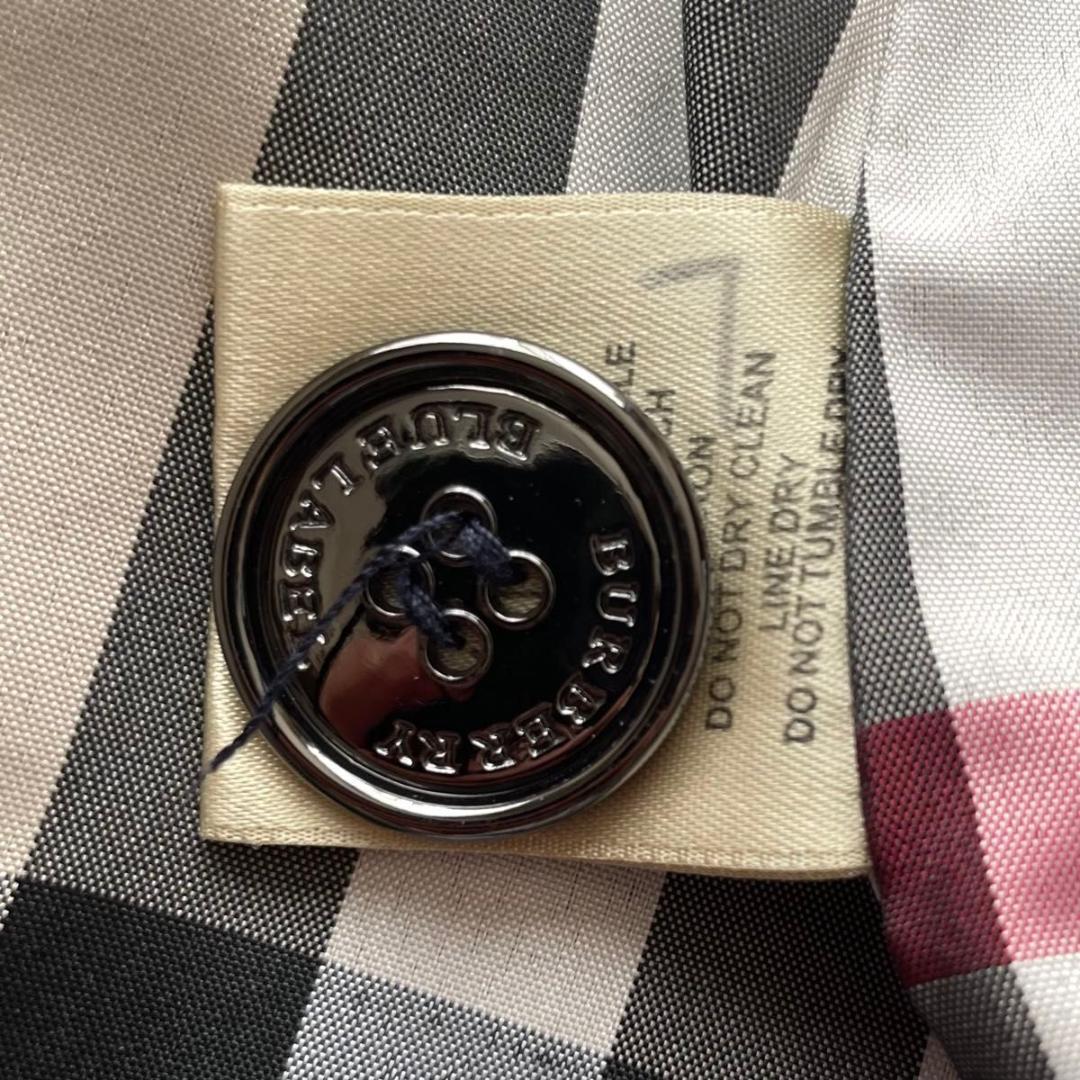 BURBERRY
BLUE LABEL
DO NOT DRY CLEAN
LINE DRY
DO NOT TUMBLE DRY